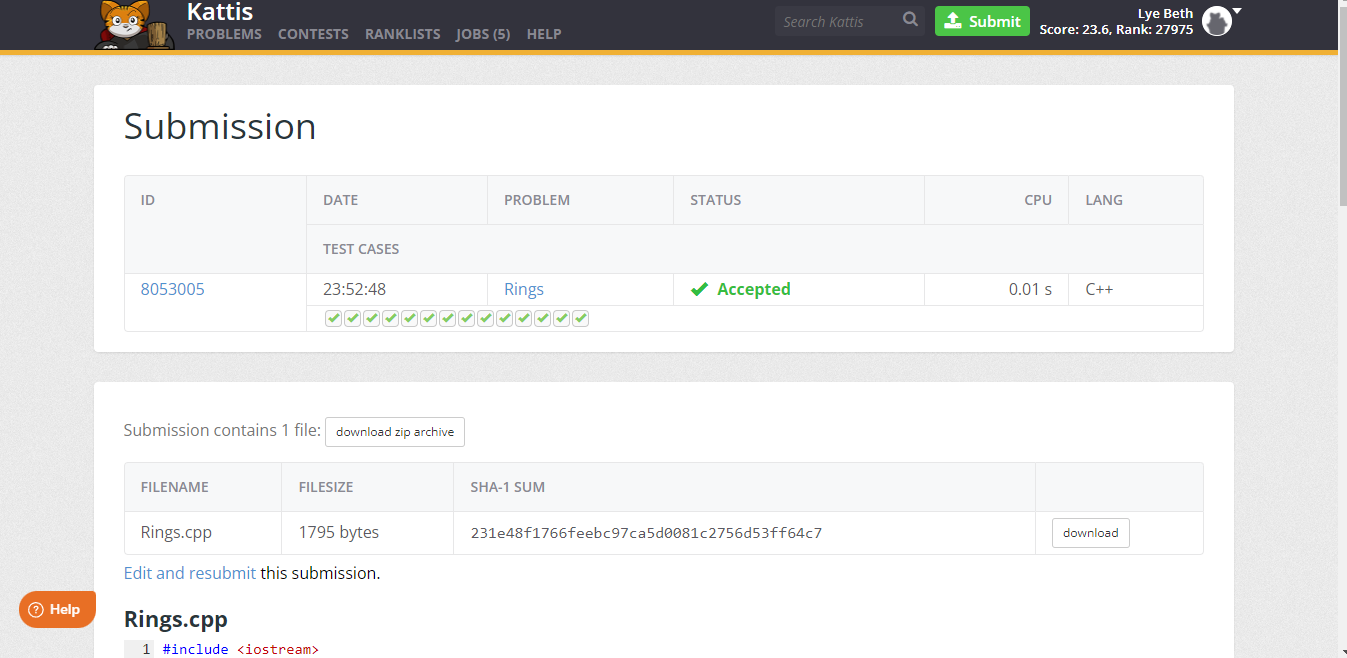 Kattis
PROBLEMS CONTESTS RANKLISTS JOBS (5) HELP
Search Kattis
Submit
Lye Beth
Score: 23.6, Rank: 27975
Submission
ID DATE PROBLEM STATUS CPU LANG
TEST CASES
8053005 23:52:48 Rings Accepted 0.01 s C++
Submission contains 1 file: download zip archive
FILENAME FILESIZE SHA-1 SUM
Rings.cpp 1795 bytes 231e48f1766feebc97ca5d0081c2756d53ff64c7 download
Edit and resubmit this submission.
Help
Rings.cpp
1 #include <iostream>